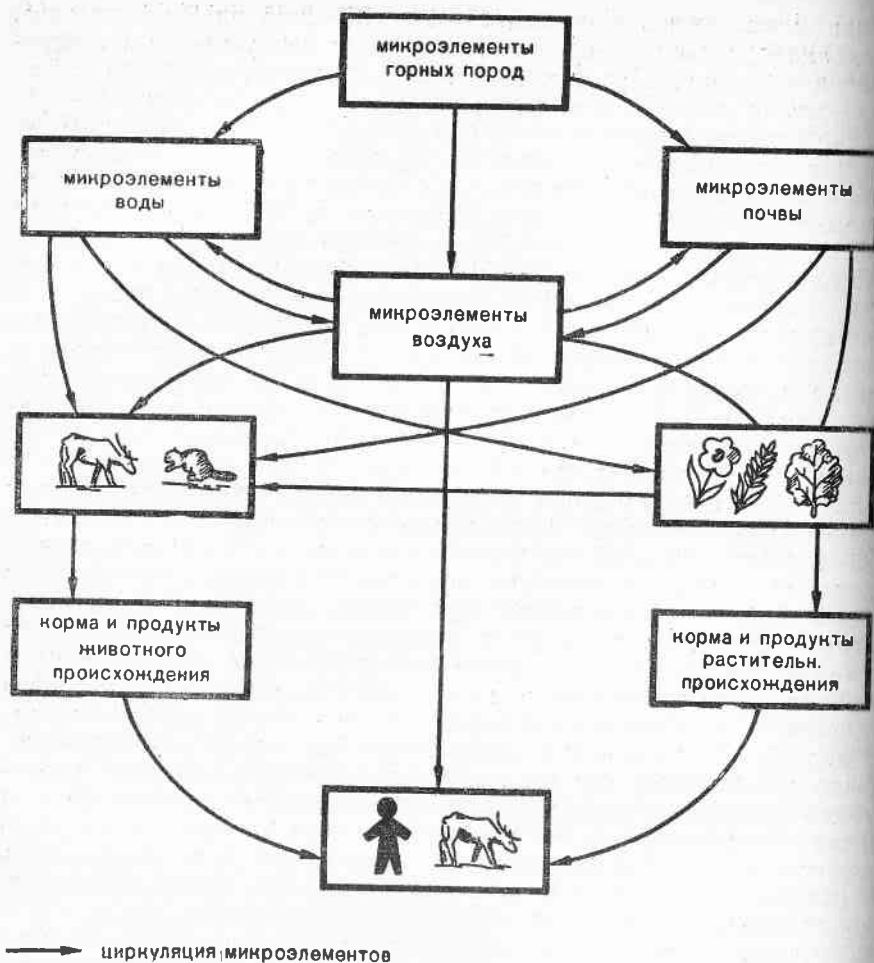 микроэлементы
горных пород
микроэлементы
воды
микроэлементы
почвы
микроэлементы
воздуха
корма и продукты
животного
происхождения
корма и продукты
растительн.
происхождения
циркуляция микроэлементов